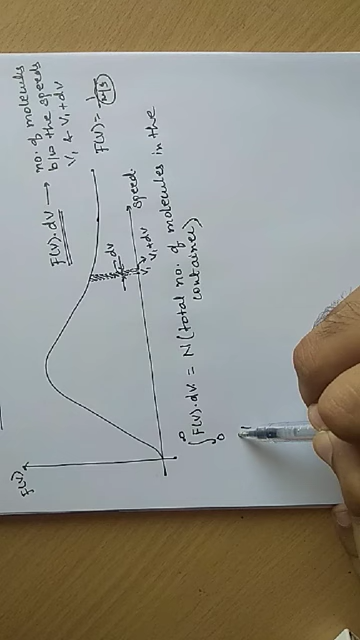 F(v).dv → no. of molecules
b/w the speeds
v₁ & v₁+dv
F(v)
F(v) = 1/(m/s)
dv
v₁
v₁+dv
speed
∫₀^∞ F(v).dv = N (total no. of molecules in the
container)